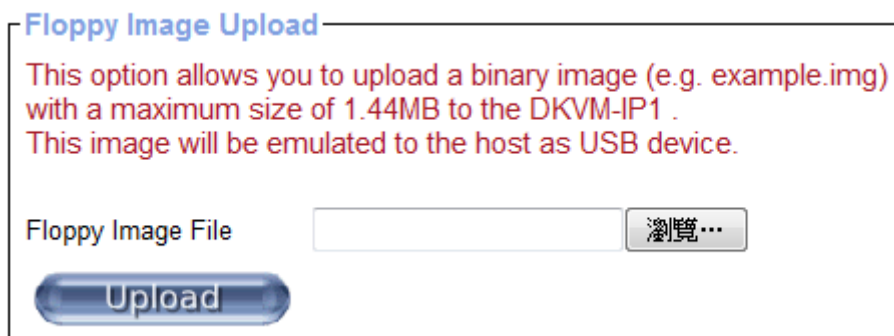 Floppy Image Upload
This option allows you to upload a binary image (e.g. example.img)
with a maximum size of 1.44MB to the DKVM-IP1 .
This image will be emulated to the host as USB device.
Floppy Image File
瀏覽…
Upload